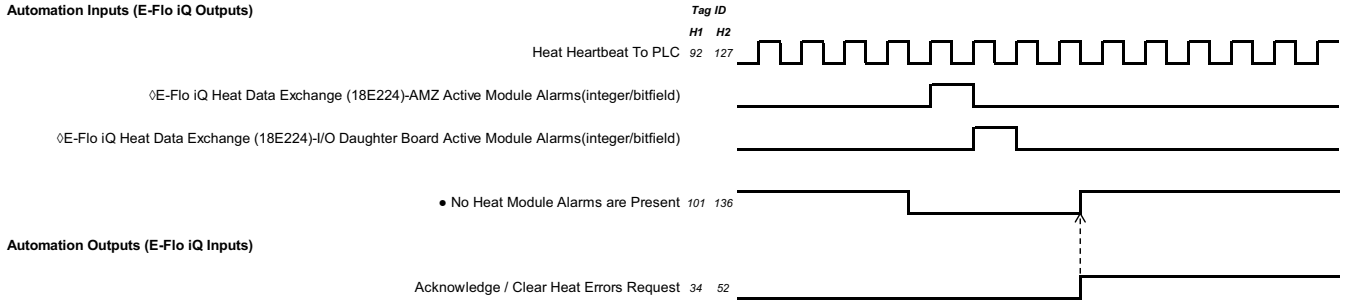 Automation Inputs (E-Flo iQ Outputs) Tag ID
H1 H2
Heat Heartbeat To PLC 92 127
◊E-Flo iQ Heat Data Exchange (18E224)-AMZ Active Module Alarms(integer/bitfield)
◊E-Flo iQ Heat Data Exchange (18E224)-I/O Daughter Board Active Module Alarms(integer/bitfield)
● No Heat Module Alarms are Present 101 136
Automation Outputs (E-Flo iQ Inputs)
Acknowledge / Clear Heat Errors Request 34 52